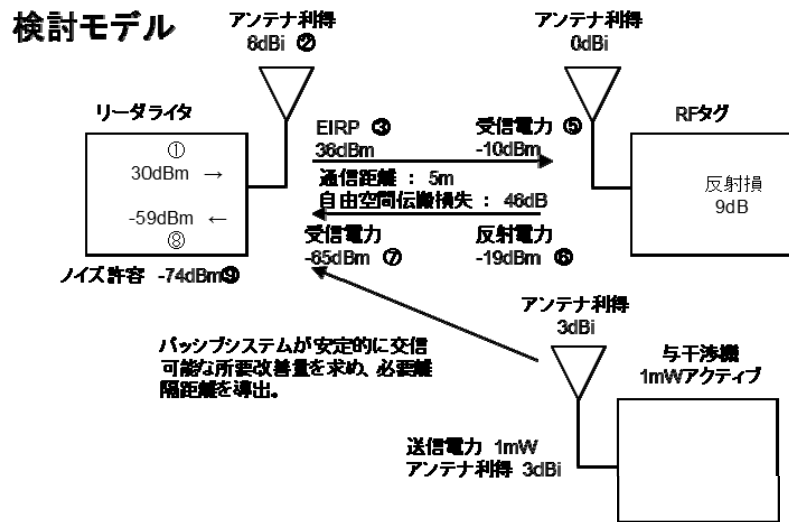 検討モデル
アンテナ利得
6dBi ②
アンテナ利得
0dBi
リーダライタ
①
30dBm →
-59dBm ←
⑧
ノイズ許容 -74dBm⑨
EIRP ③
36dBm
受信電力 ⑤
-10dBm
通信距離 : 5m
自由空間伝搬損失 : 46dB
受信電力
-65dBm ⑦
反射電力
-19dBm ⑥
RFタグ
反射損
9dB
パッシブシステムが安定的に交信
可能な所要改善量を求め、必要離
隔距離を導出。
アンテナ利得
3dBi
与干渉機
1mWアクティブ
送信電力 1mW
アンテナ利得 3dBi